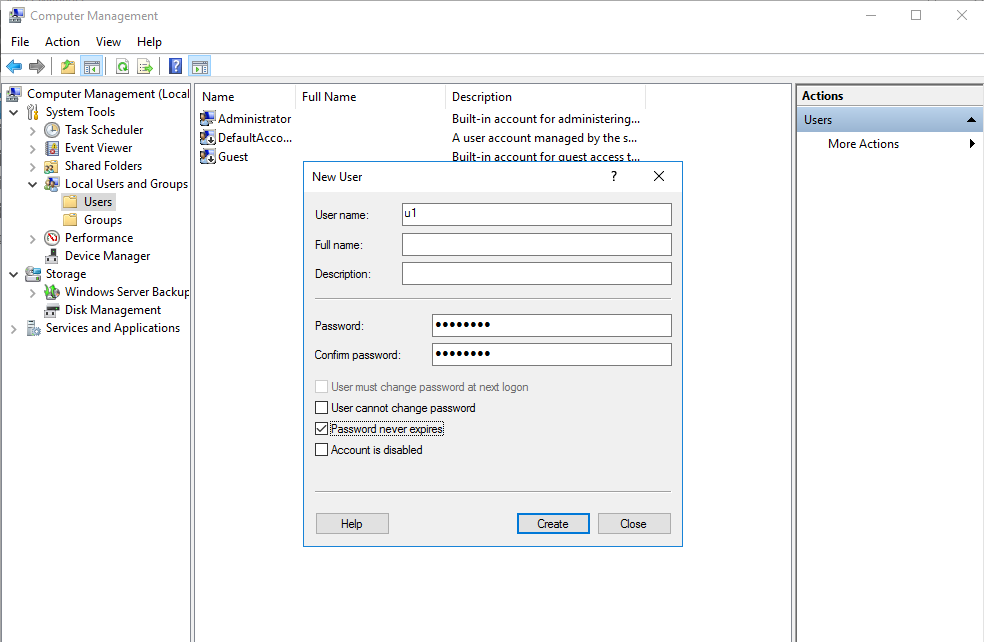 Computer Management
File Action View Help
Computer Management (Local
System Tools
Task Scheduler
Event Viewer
Shared Folders
Local Users and Groups
Users
Groups
Performance
Device Manager
Storage
Windows Server Backup
Disk Management
Services and Applications
Name Full Name Description
Administrator Built-in account for administering...
DefaultAcco... A user account managed by the s...
Guest Built-in account for guest access t...
New User ?
User name: u1
Full name:
Description:
Password: ●●●●●●●●
Confirm password: ●●●●●●●●
User must change password at next logon
User cannot change password
Password never expires
Account is disabled
Help Create Close
Actions
Users
More Actions